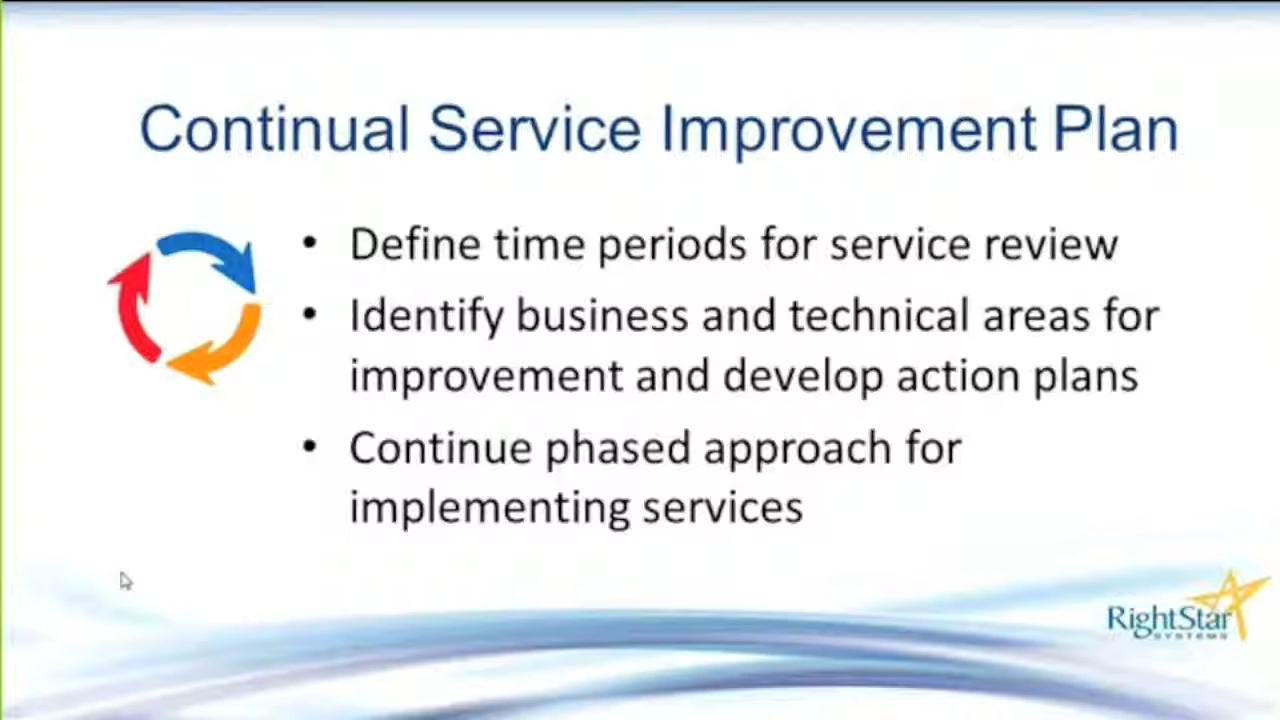 Continual Service Improvement Plan
• Define time periods for service review
• Identify business and technical areas for
improvement and develop action plans
• Continue phased approach for
implementing services
RightStar
SYSTEMS